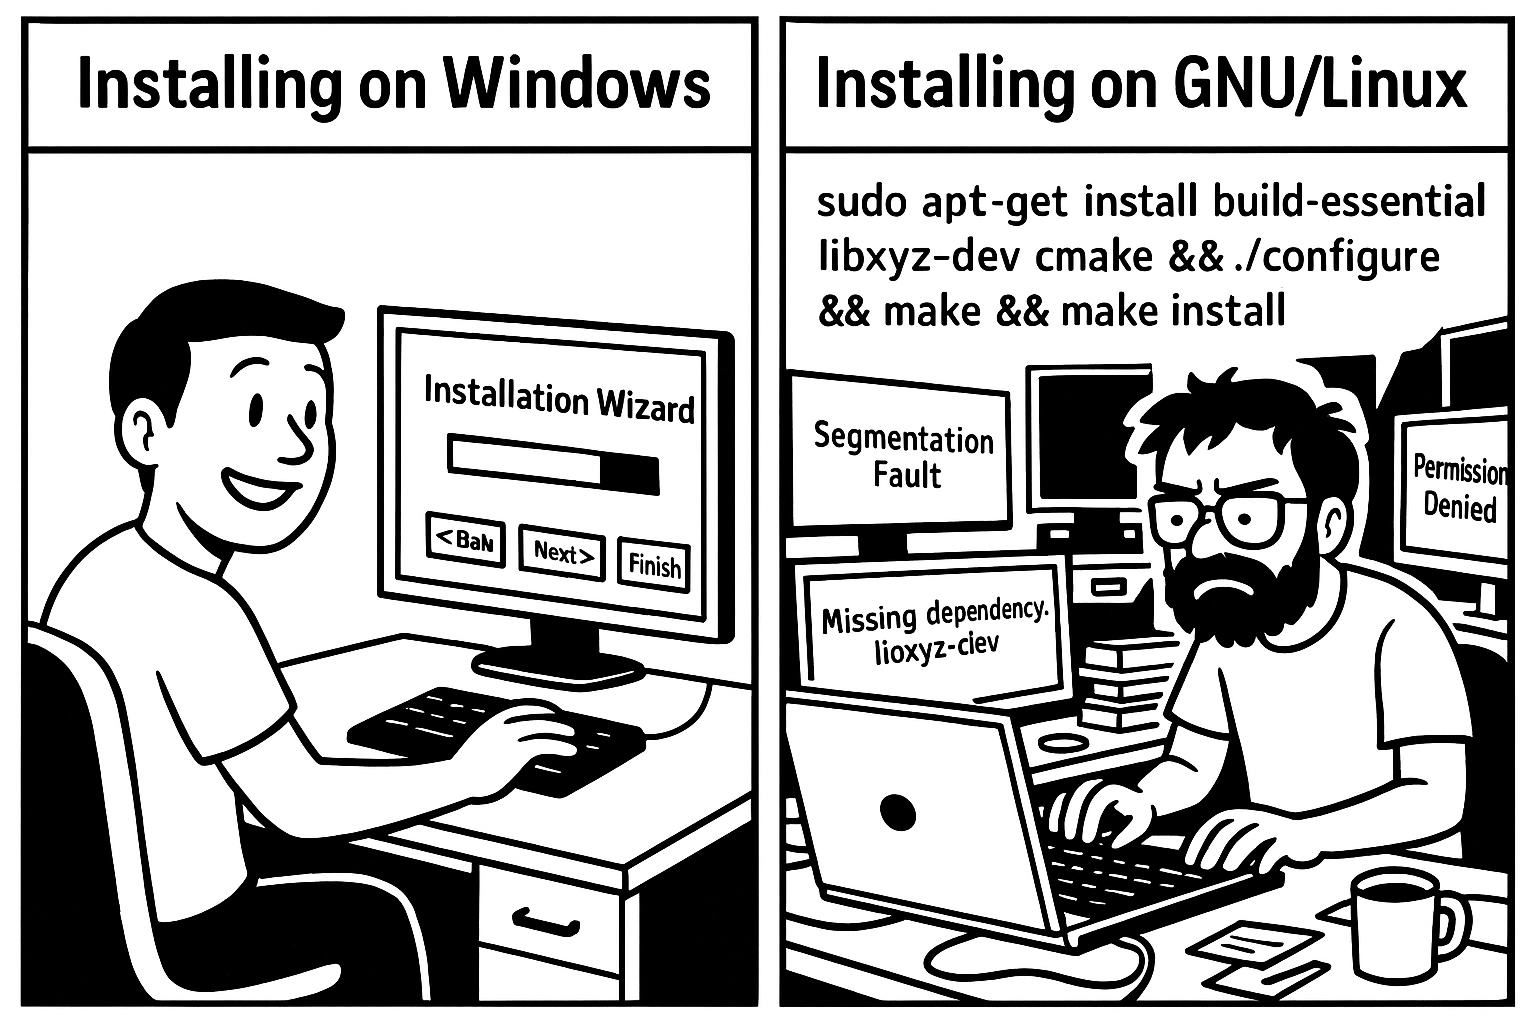 Installing on Windows
Installation Wizard
Next>
Finish
Installing on GNU/Linux
sudo apt-get install build-essential
libxyz-dev cmake && ./configure
&& make && make install
Segmentation
Fault
Permission
Denied
Missing dependency.
lioxyz-ciev